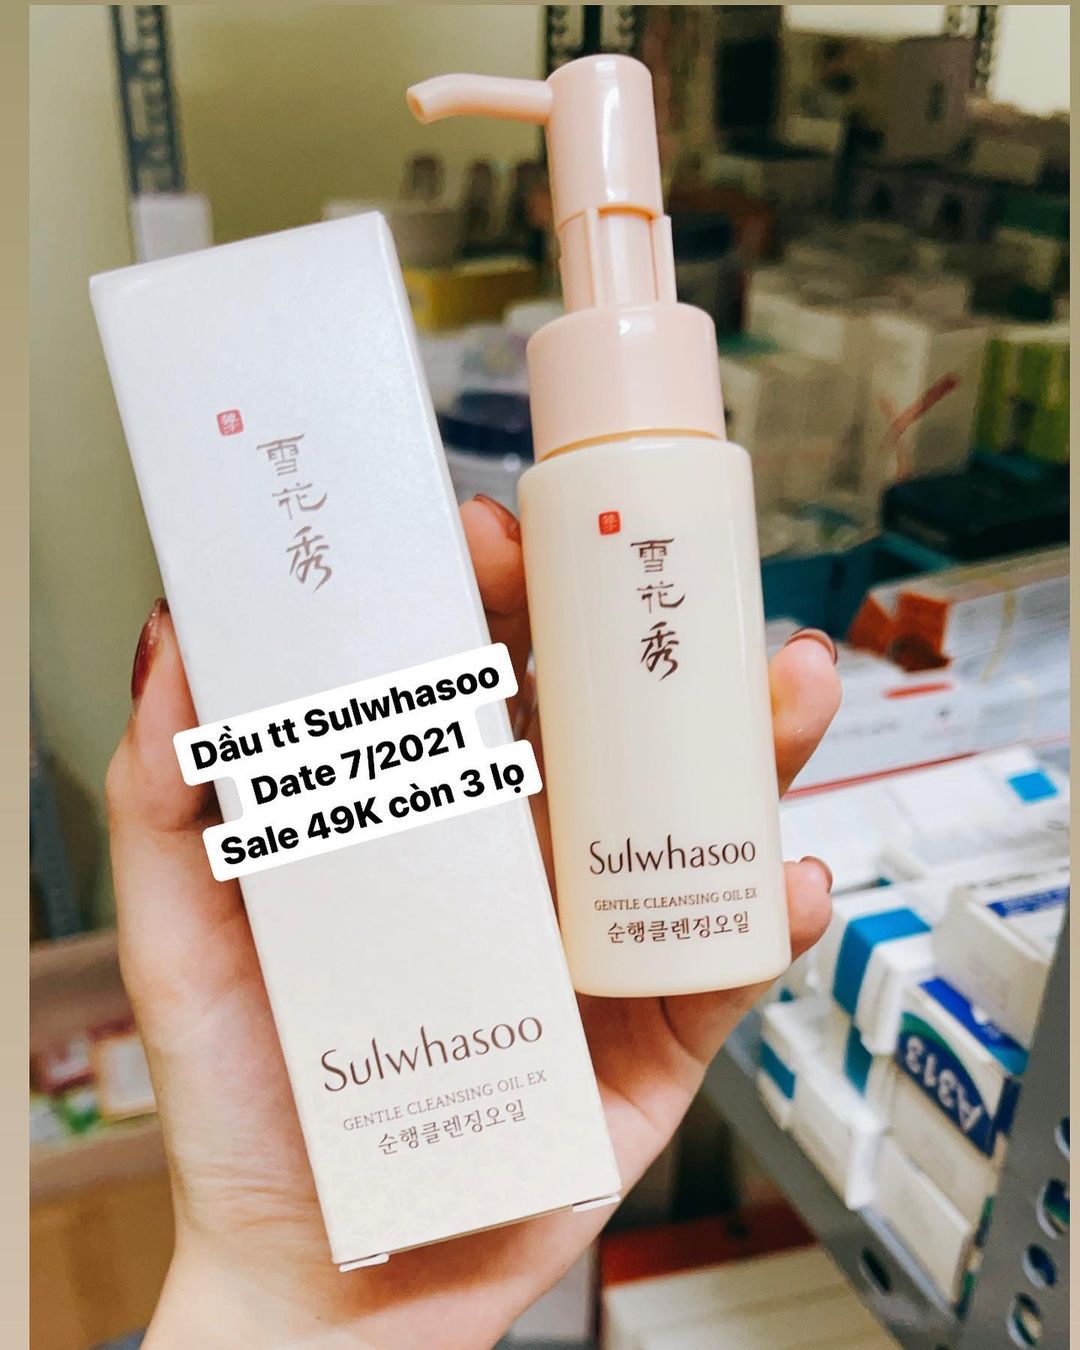 雪花秀
Dầu tt Sulwhasoo
Date 7/2021
Sale 49K còn 3 lọ
Sulwhasoo
GENTLE CLEANSING OIL EX
순행클렌징오일
雪花秀
Sulwhasoo
GENTLE CLEANSING OIL EX
순행클렌징오일
A313